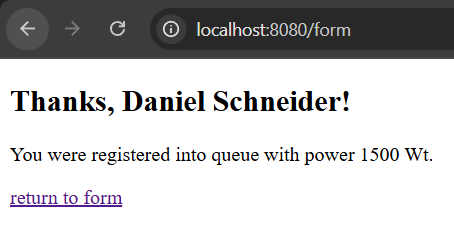 localhost:8080/form
Thanks, Daniel Schneider!
You were registered into queue with power 1500 Wt.
return to form